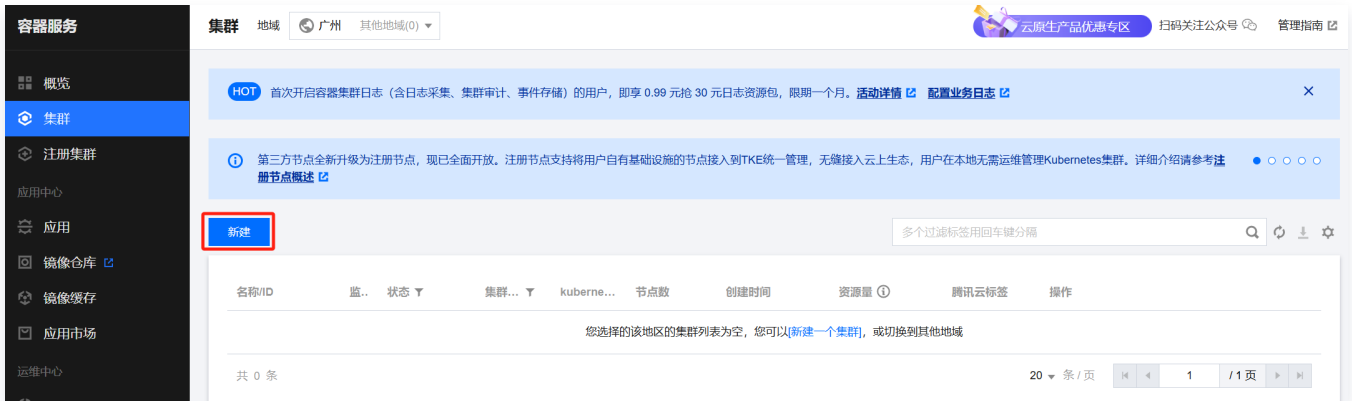 容器服务
集群 地域 广州 其他地域(0) 云原生产品优惠专区 扫码关注公众号 管理指南
概览
集群
注册集群
应用中心
应用
镜像仓库
镜像缓存
应用市场
运维中心
HOT 首次开启容器集群日志（含日志采集、集群审计、事件存储）的用户，即享 0.99 元抢 30 元日志资源包，限期一个月。活动详情 配置业务日志
第三方节点全新升级为注册节点，现已全面开放。注册节点支持将用户自有基础设施的节点接入到TKE统一管理，无缝接入云上生态，用户在本地无需运维管理Kubernetes集群。详细介绍请参考注
册节点概述
新建 多个过滤标签用回车键分隔
名称/ID 监.. 状态 集群... kuberne... 节点数 创建时间 资源量 腾讯云标签 操作
您选择的该地区的集群列表为空，您可以[新建一个集群]，或切换到其他地域
共 0 条 20 条 / 页 1 / 1 页